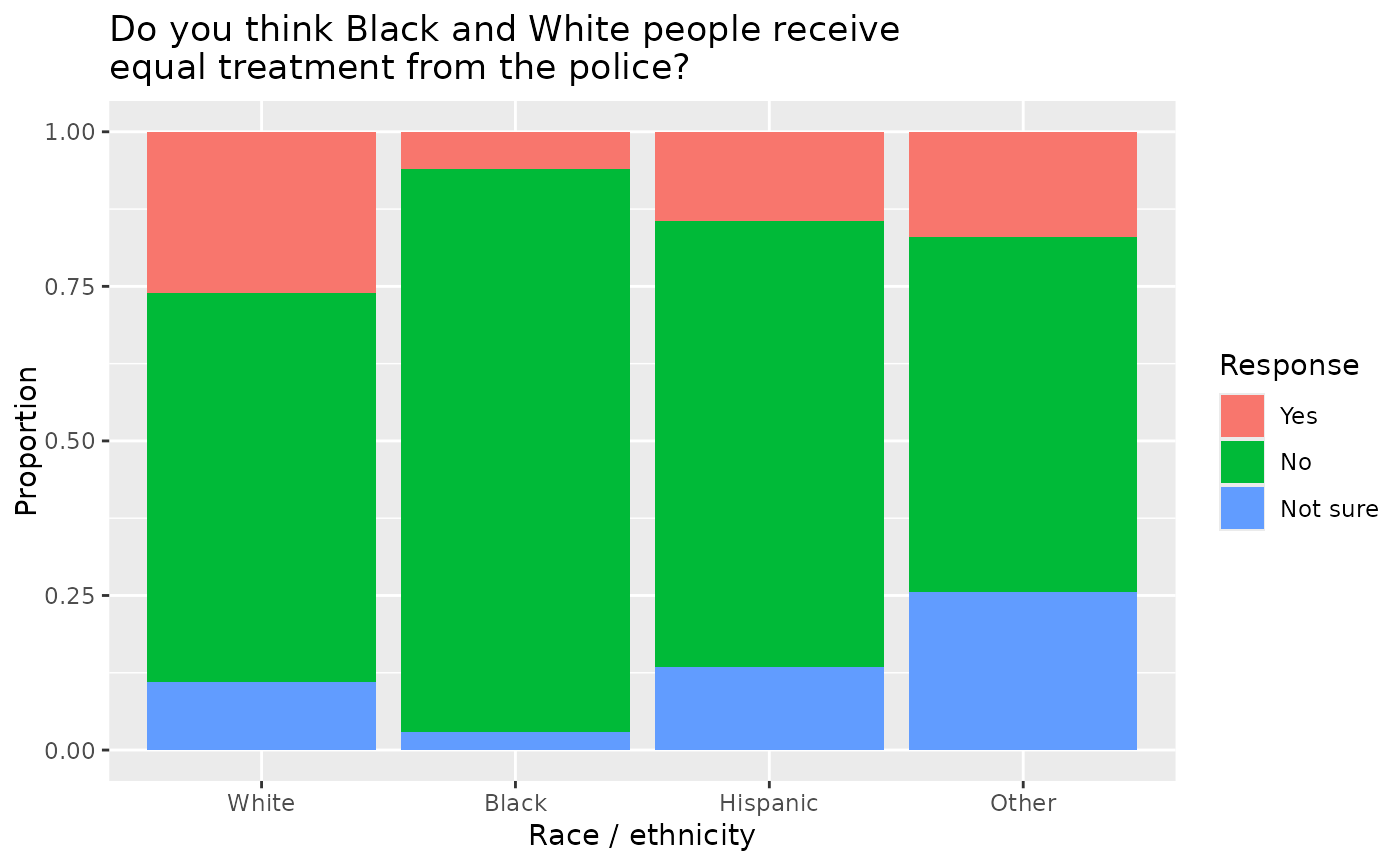 Do you think Black and White people receive
equal treatment from the police?
1.00
0.75
0.50
0.25
0.00
Proportion
White
Black
Hispanic
Other
Race / ethnicity
Response
Yes
No
Not sure